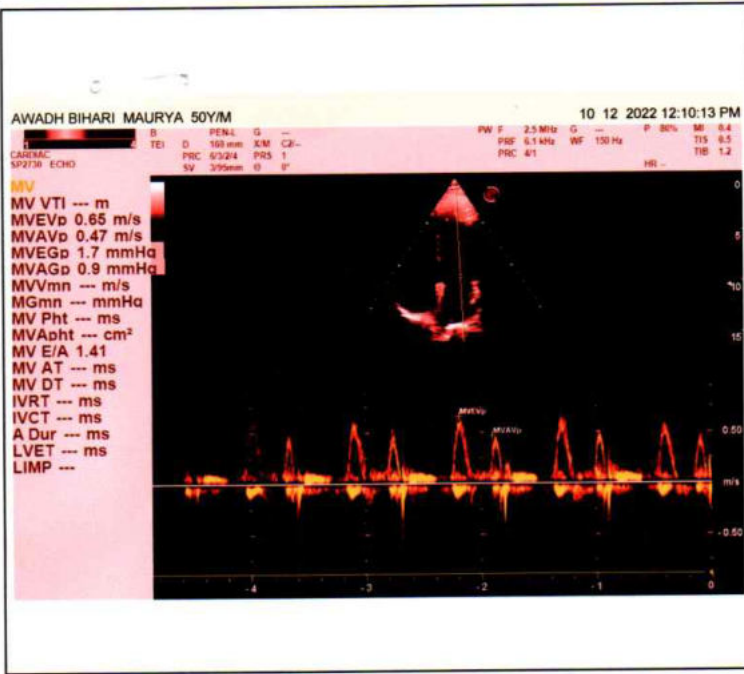 AWADH BIHARI MAURYA 50Y/M
10 12 2022 12:10:13 PM
CARDIAC
SP2730 ECHO
B PEN-L G ---
TEI D 160 mm X/M C2/--
PRC 6/3/2/4 PRS 1
SV 3/95mm Θ 0°
PW F 2.5 MHz G --- P 80% MI 0.4
PRF 6.1 kHz WF 150 Hz TIS 0.5
PRC 4/1 TIB 1.2
HR --
MV
MV VTI --- m
MVEVp 0.65 m/s
MVAVp 0.47 m/s
MVEGp 1.7 mmHg
MVAGp 0.9 mmHg
MVVmn --- m/s
MGmn --- mmHg
MV Pht --- ms
MVApht --- cm²
MV E/A 1.41
MV AT --- ms
MV DT --- ms
IVRT --- ms
IVCT --- ms
A Dur --- ms
LVET --- ms
LIMP ---
0
5
10
15
MVEVp
MVAVp
0.50
m/s
-0.50
-4 -3 -2 -1 0